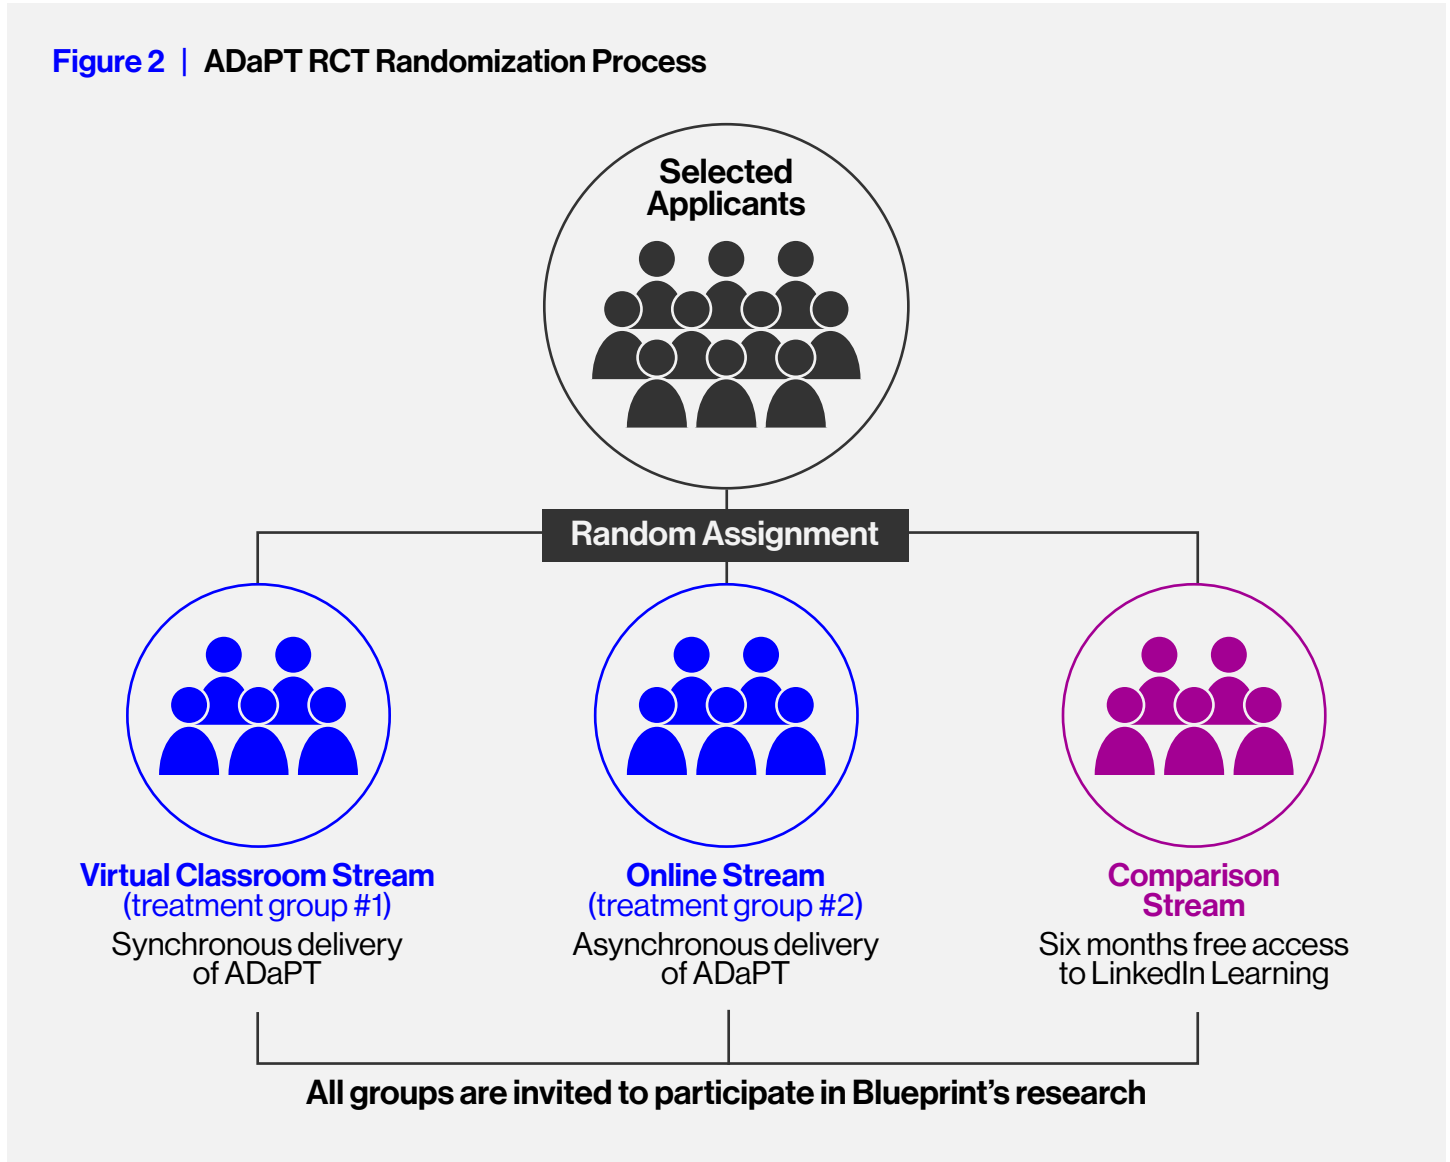 Figure 2 | ADaPT RCT Randomization Process
Selected
Applicants
Random Assignment
Virtual Classroom Stream
(treatment group #1)
Synchronous delivery
of ADaPT
Online Stream
(treatment group #2)
Asynchronous delivery
of ADaPT
Comparison
Stream
Six months free access
to LinkedIn Learning
All groups are invited to participate in Blueprint's research